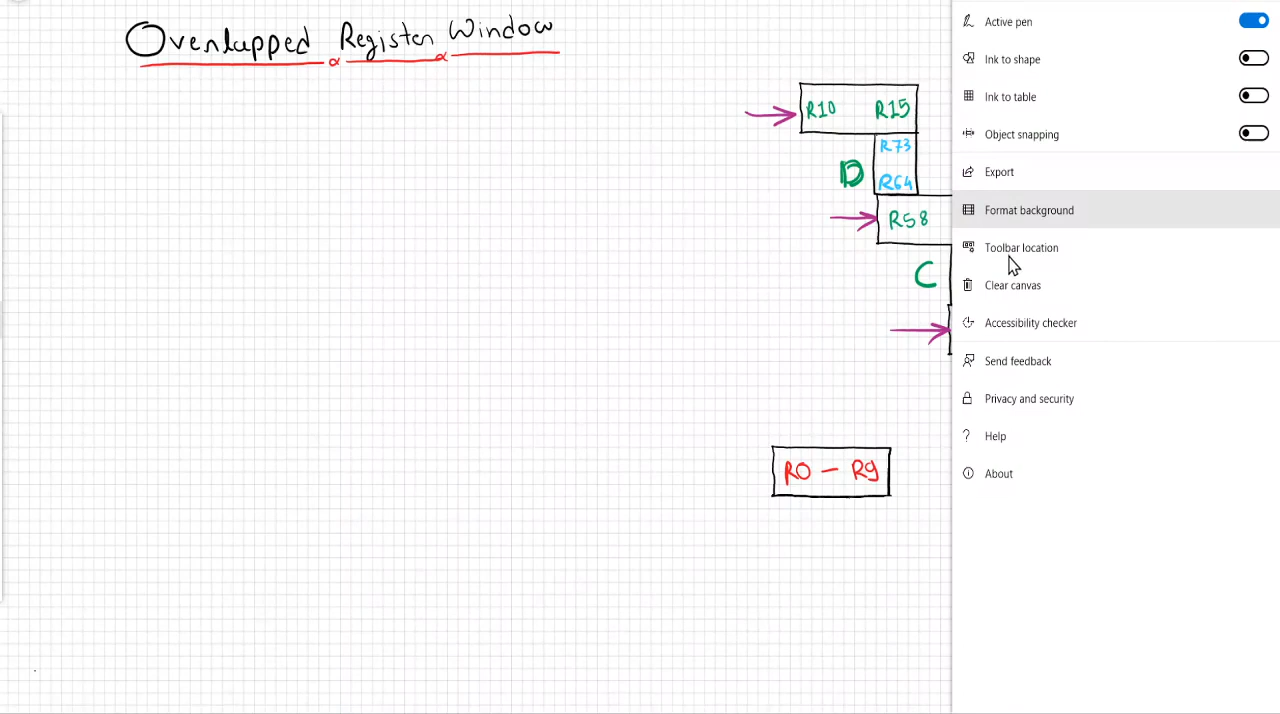 Overlapped Register Window
R10 R15
R73
D
R64
R58
C
R0 - R9
Active pen
Ink to shape
Ink to table
Object snapping
Export
Format background
Toolbar location
Clear canvas
Accessibility checker
Send feedback
Privacy and security
Help
About